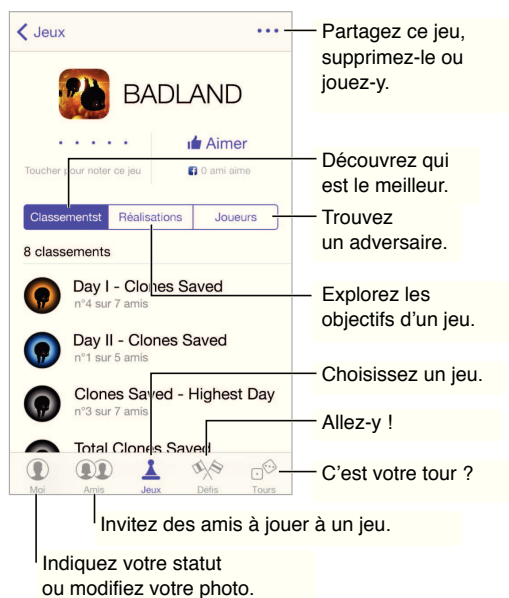 Jeux
•••
Partagez ce jeu,
supprimez-le ou
jouez-y.
BADLAND
• • • • •
Aimer
Toucher pour noter ce jeu
0 ami aime
Découvrez qui
est le meilleur.
Classementst
Réalisations
Joueurs
Trouvez
un adversaire.
8 classements
Day I - Clones Saved
n°4 sur 7 amis
Explorez les
objectifs d'un jeu.
Day II - Clones Saved
n°1 sur 5 amis
Choisissez un jeu.
Clones Saved - Highest Day
n°3 sur 7 amis
Allez-y !
Total Clones Saved
C'est votre tour ?
Moi
Amis
Jeux
Défis
Tours
Invitez des amis à jouer à un jeu.
Indiquez votre statut
ou modifiez votre photo.